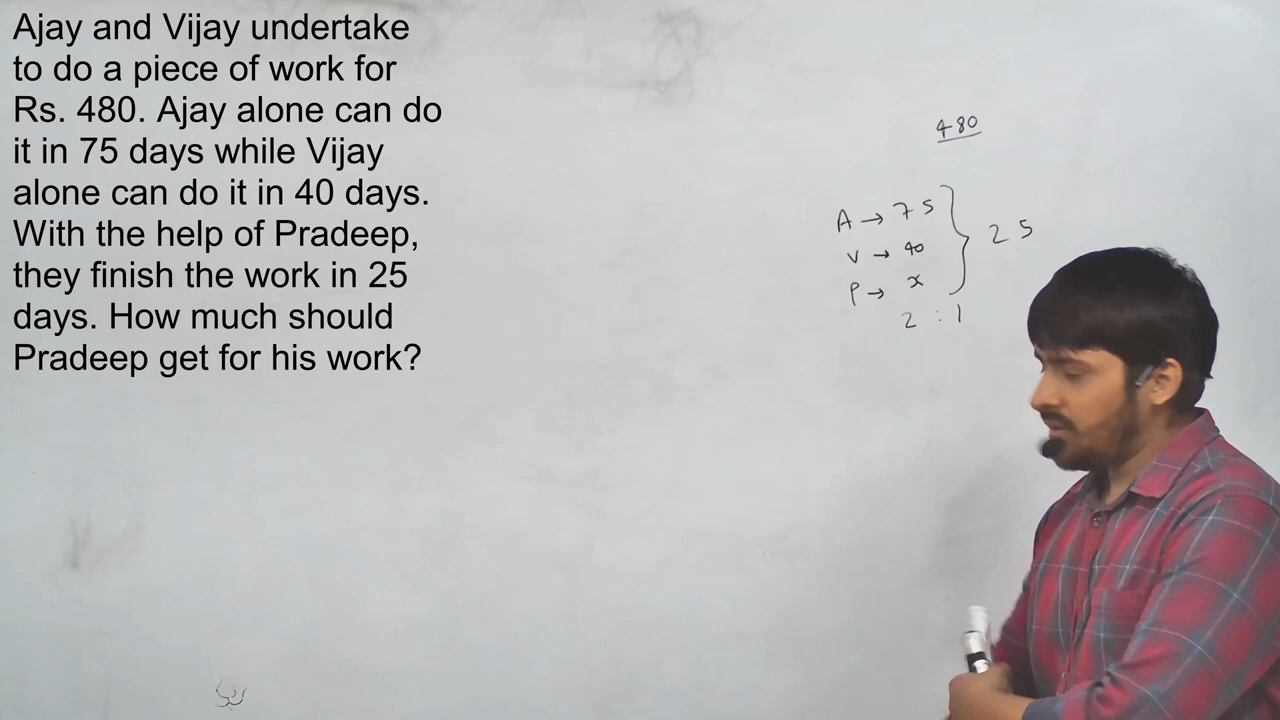 Ajay and Vijay undertake
to do a piece of work for
Rs. 480. Ajay alone can do
it in 75 days while Vijay
alone can do it in 40 days.
With the help of Pradeep,
they finish the work in 25
days. How much should
Pradeep get for his work?
480
A → 75
V → 40
P → x
25
2 : 1